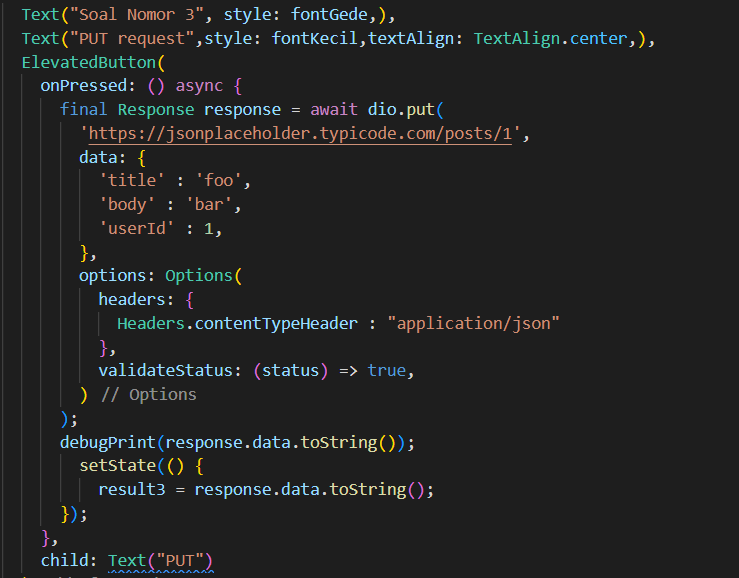 Text("Soal Nomor 3", style: fontGede,),
Text("PUT request",style: fontKecil,textAlign: TextAlign.center,),
ElevatedButton(
onPressed: () async {
final Response response = await dio.put(
'https://jsonplaceholder.typicode.com/posts/1',
data: {
'title' : 'foo',
'body' : 'bar',
'userId' : 1,
},
options: Options(
headers: {
Headers.contentTypeHeader : "application/json"
},
validateStatus: (status) => true,
) // Options
);
debugPrint(response.data.toString());
setState(() {
result3 = response.data.toString();
});
},
child: Text("PUT")